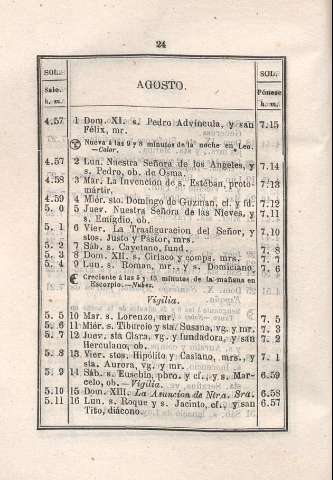 24
SOL. AGOSTO. SOL.
Sale. Pónese
h. m. h. m.
4.57 1 Dom. XI. s. Pedro Advíncula, y san 7.15
Félix, mr.
Nueva á las 9 y 8 minutos de la noche en Leo.
—Calor.
4.57 2 Lun. Nuestra Señora de los Angeles, y 7.14
s. Pedro, ob. de Osma.
4.58 3 Mar. La Invencion de s. Estéban, proto- 7.13
mártir.
4.59 4 Miér. sto. Domingo de Guzman, cf. y fd. 7.12
5. 0 5 Juev. Nuestra Señora de las Nieves, y 7.11
s. Emigdio, ob.
5. 1 6 Vier. La Trasfiguracion del Señor, y 7.10
stos. Justo y Pastor, mrs.
5. 2 7 Sáb. s. Cayetano, fund. 7. 8
5. 3 8 Dom. XII. s. Ciriaco y comps. mrs. 7. 7
5. 4 9 Lun. s. Roman, mr., y s. Domiciano. 7. 6
Creciente á las 5 y 15 minutos de la mañana en
Escorpio.—Nubes.
Vigilia.
5. 5 10 Mar. s. Lorenzo, mr. 7. 5
5. 6 11 Miér. s. Tiburcio y sta. Susana, vg. y mr. 7. 3
5. 7 12 Juev. sta Clara, vg. y fundadora, y san 7. 2
Herculano, ob.
5. 8 13 Vier. stos. Hipólito y Casiano, mrs., y 7. 1
sta. Aurora, vg. y mr.
5. 9 14 Sáb. s. Eusebio, pbro. y cf., y s. Mar- 6.59
celo, ob.—Vigilia.
5.10 15 Dom. XIII. La Asuncion de Ntra. Sra. 6.58
5.11 16 Lun. s. Roque y s. Jacinto, cf., y san 6.57
Tito, diácono.